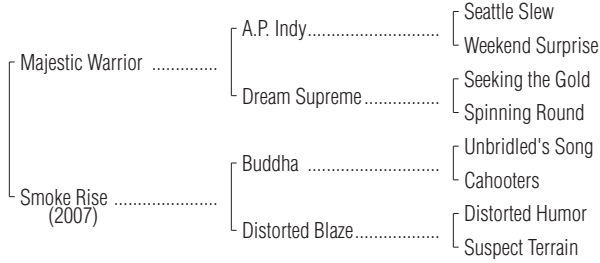 Seattle Slew
A.P. Indy
Weekend Surprise
Majestic Warrior
Seeking the Gold
Dream Supreme
Spinning Round
Unbridled's Song
Buddha
Cahooters
Smoke Rise
(2007)
Distorted Humor
Distorted Blaze
Suspect Terrain